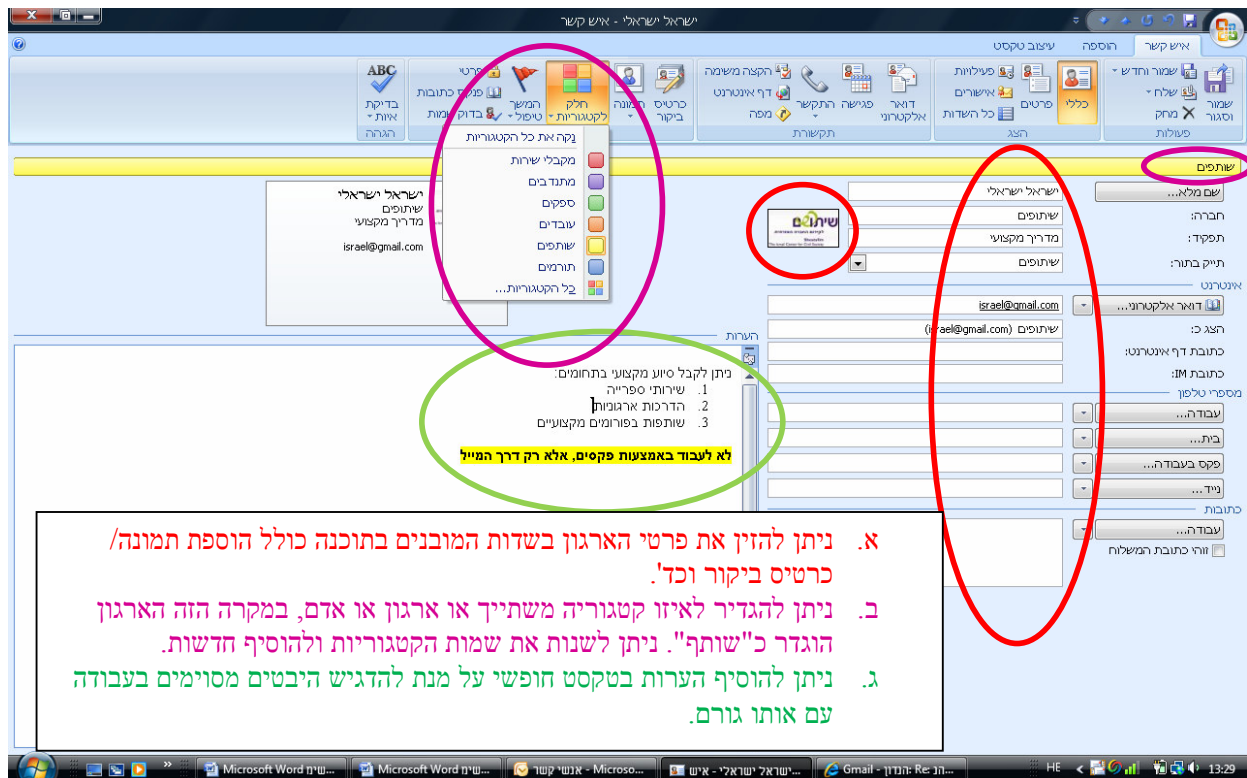 ישראל ישראלי - איש קשר
איש קשר
הוספה
עיצוב טקסט
שמור וסגור
שמור וחדש
שלח
מחק
פעולות
כללי
פרטים
פעילויות
אישורים
כל השדות
הצג
דואר אלקטרוני
פגישה
התקשר
הקצה משימה
דף אינטרנט
מפה
תקשורת
כרטיס ביקור
תמונה
חלק לקטגוריות
המשך טיפול
פרטי
פנקס כתובות
בדוק שמות
ABC
בדיקת איות
הגהה
נקה את כל הקטגוריות
מקבלי שירות
מתנדבים
ספקים
עובדים
שותפים
תורמים
כל הקטגוריות...
שותפים
שם מלא...
ישראל ישראלי
חברה:
שיתופים
תפקיד:
מדריך מקצועי
תייק בתור:
שיתופים
אינטרנט
דואר אלקטרוני...
israel@gmail.com
הצג כ:
שיתופים (israel@gmail.com)
כתובת דף אינטרנט:
כתובת IM:
מספרי טלפון
עבודה...
בית...
פקס בעבודה...
נייד...
כתובות
עבודה...
זוהי כתובת המשלוח
שיתופים
ישראל ישראלי
שיתופים
מדריך מקצועי
israel@gmail.com
הערות
ניתן לקבל סיוע מקצועי בתחומים:
1. שירותי ספרייה
2. הדרכות ארגוניות
3. שותפות בפורומים מקצועיים
לא לעבוד באמצעות פקסים, אלא רק דרך המייל
א. ניתן להזין את פרטי הארגון בשדות המובנים בתוכנה כולל הוספת תמונה/
כרטיס ביקור וכד'.
ב. ניתן להגדיר לאיזו קטגוריה משתייך או ארגון או אדם, במקרה הזה הארגון
הוגדר כ"שותף". ניתן לשנות את שמות הקטגוריות ולהוסיף חדשות.
ג. ניתן להוסיף הערות בטקסט חופשי על מנת להדגיש היבטים מסוימים בעבודה
עם אותו גורם.
Microsoft Word שימ...
Microsoft Word שימ...
אנשי קשר - Microso...
ישראל ישראלי - איש...
Gmail - הנדון: Re: הנ...
HE
13:29